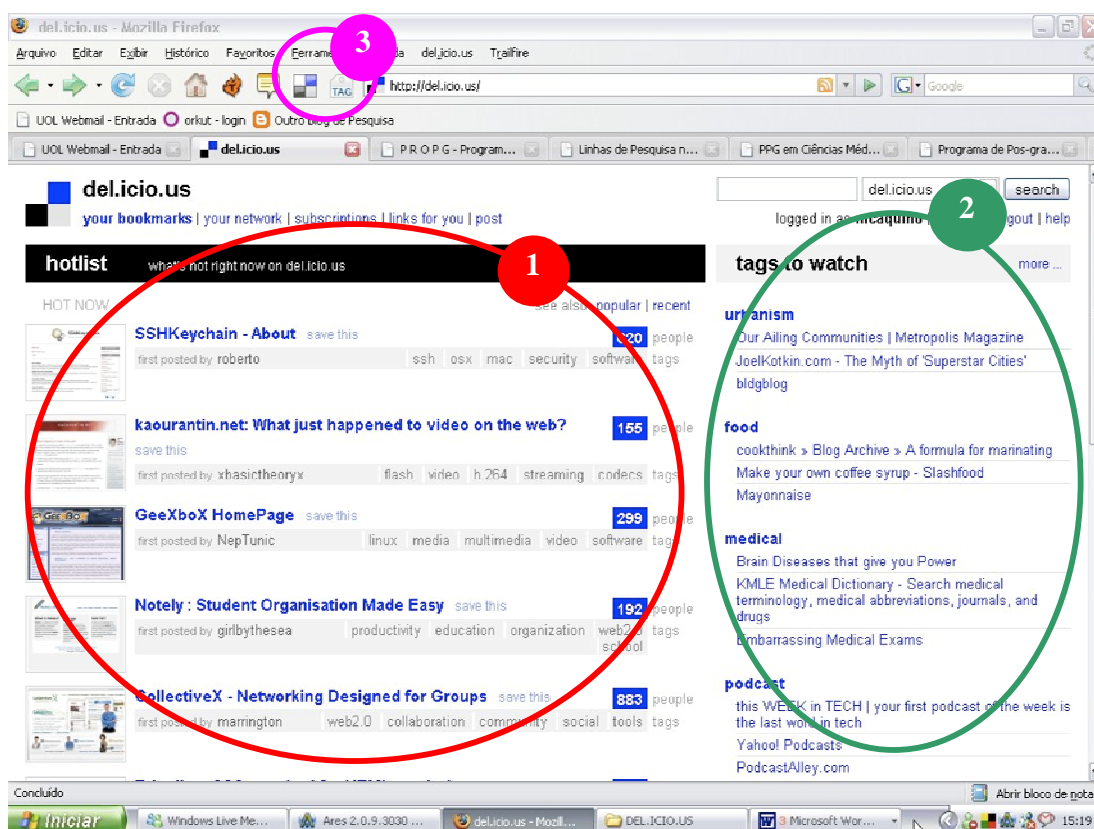 del.icio.us - Mozilla Firefox
3
Arquivo Editar Exibir Histórico Favoritos del.icio.us TrailFire
TAG http://del.icio.us/ G Google
UOL Webmail - Entrada orkut - login Outro blog de Pesquisa
UOL Webmail - Entrada del.icio.us P R O P G - Program... Linhas de Pesquisa n... PPG em Ciências Méd... Programa de Pos-gra...
del.icio.us
del.icio.us search
your bookmarks | your network | subscriptions | links for you | post
logged in as | help
2
hotlist what's hot right now on del.icio.us
1
tags to watch more ...
HOT NOW see also: popular | recent
SSHKeychain - About save this people
first posted by roberto ssh osx mac security software tags
kaourantin.net: What just happened to video on the web? 155 people
save this
first posted by xbasictheoryx flash video h.264 streaming codecs tags
GeeXboX HomePage save this 299 people
first posted by NepTunic linux media multimedia video software tags
Notely : Student Organisation Made Easy save this 192 people
first posted by girlbythesea productivity education organization web2.0 tags
school
CollectiveX - Networking Designed for Groups save this 883 people
first posted by marrington web2.0 collaboration community social tools tags
urbanism
Our Ailing Communities | Metropolis Magazine
JoelKotkin.com - The Myth of 'Superstar Cities'
bldgblog
food
cookthink » Blog Archive » A formula for marinating
Make your own coffee syrup - Slashfood
Mayonnaise
medical
Brain Diseases that give you Power
KMLE Medical Dictionary - Search medical
terminology, medical abbreviations, journals, and
drugs
Embarrassing Medical Exams
podcast
this WEEK in TECH | your first podcast of the week is
the last word in tech
Yahoo! Podcasts
PodcastAlley.com
Concluído Abrir bloco de nota
Iniciar Windows Live Me... Ares 2.0.9.3030 ... del.icio.us - Mozill... DEL.ICIO.US 3 Microsoft Wor... 15:19